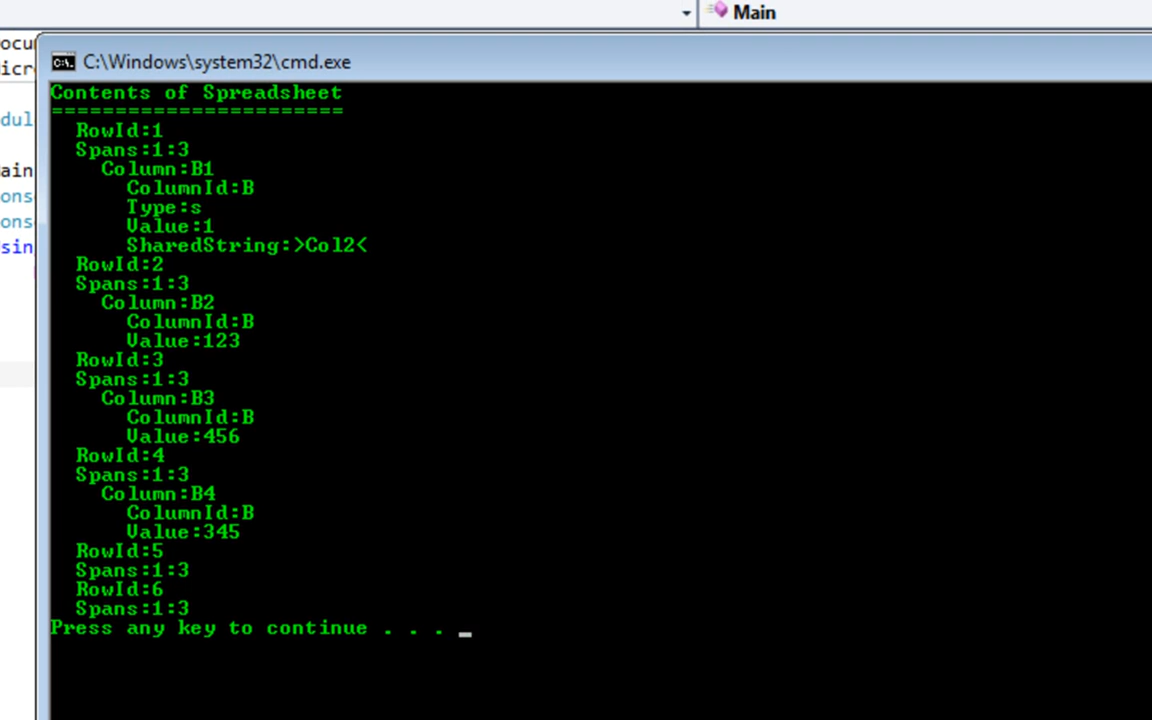 Main
C:\Windows\system32\cmd.exe
Contents of Spreadsheet
=======================
RowId:1
Spans:1:3
Column:B1
ColumnId:B
Type:s
Value:1
SharedString:>Col2<
RowId:2
Spans:1:3
Column:B2
ColumnId:B
Value:123
RowId:3
Spans:1:3
Column:B3
ColumnId:B
Value:456
RowId:4
Spans:1:3
Column:B4
ColumnId:B
Value:345
RowId:5
Spans:1:3
RowId:6
Spans:1:3
Press any key to continue . . .